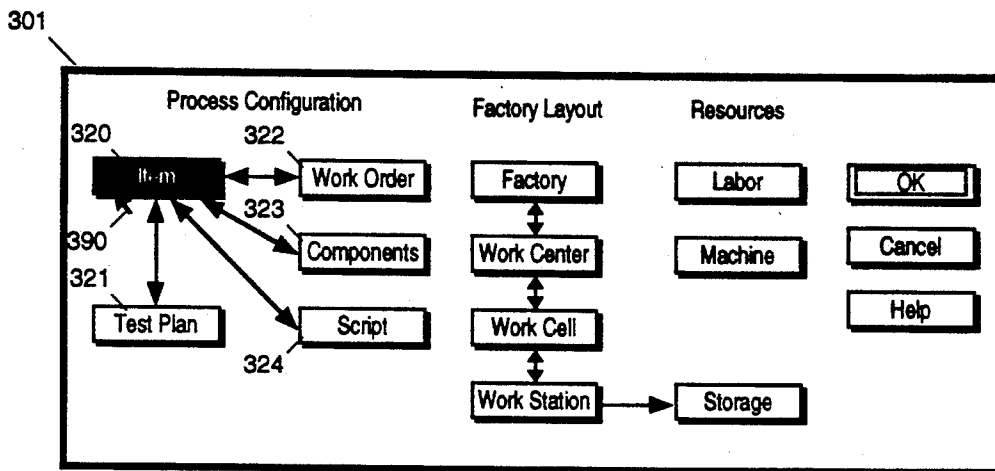 301
Process Configuration
Factory Layout
Resources
320
322
Item
Work Order
Factory
Labor
OK
323
390
Components
Work Center
Machine
Cancel
321
Test Plan
Script
Work Cell
Help
324
Work Station
Storage